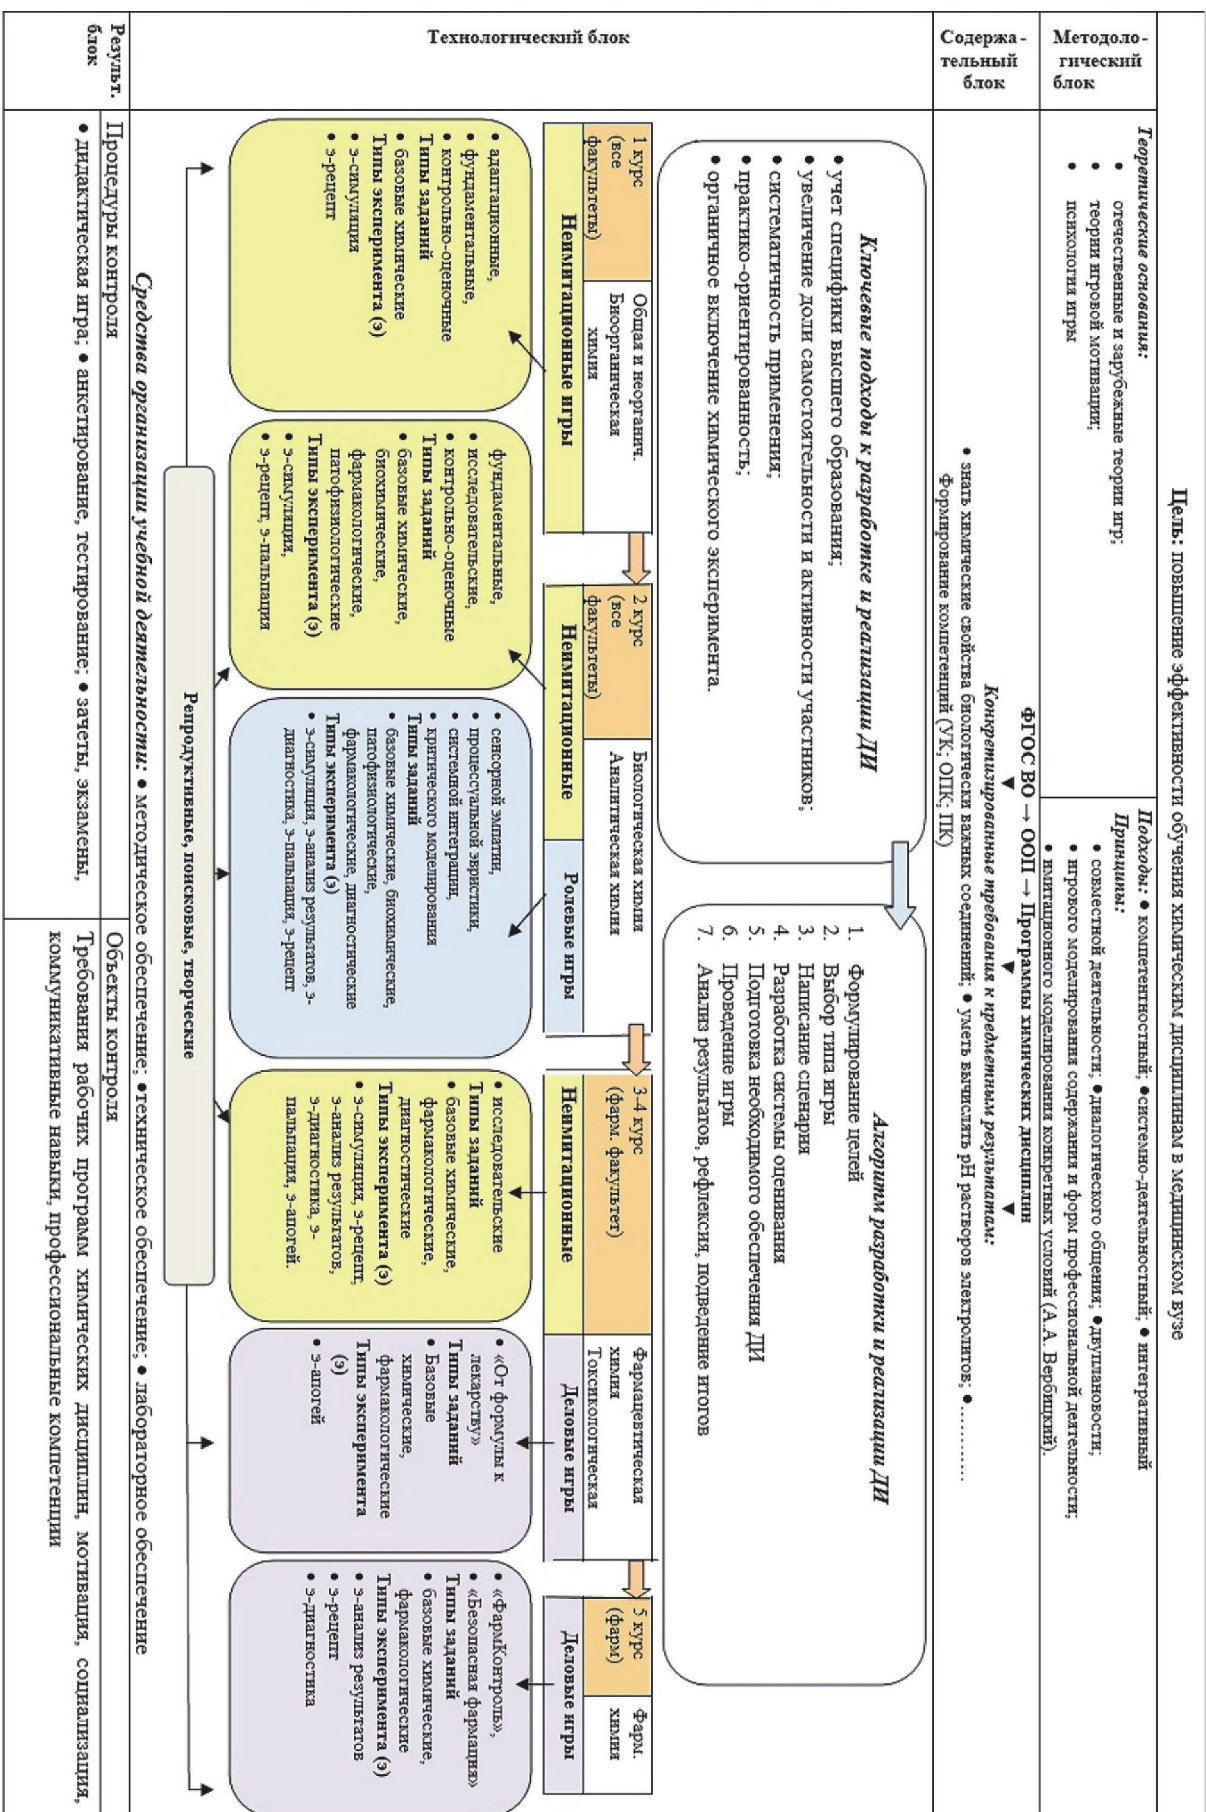 Цель: повышение эффективности обучения химическим дисциплинам в медицинском вузе
Методоло-
гический
блок
Теоретические основания:
• отечественные и зарубежные теории игр;
• теории игровой мотивации;
• психология игры
Подходы: • компетентностный; • системно-деятельностный; • интегративный
Принципы:
• совместной деятельности; • диалогического общения; • двуплановости;
• игрового моделирования содержания и форм профессиональной деятельности;
• имитационного моделирования конкретных условий (А.А. Вербицкий).
Содержа-
тельный
блок
ФГОС ВО → ООП → Программы химических дисциплин
Конкретизированные требования к предметным результатам:
• знать химические свойства биологически важных соединений; • уметь вычислять pH растворов электролитов; •…………
Формирование компетенций (УК; ОПК; ПК)
Технологический блок
Ключевые подходы к разработке и реализации ДИ
• учет специфики высшего образования;
• увеличение доли самостоятельности и активности участников;
• систематичность применения;
• практико-ориентированность;
• органичное включение химического эксперимента.
Алгоритм разработки и реализации ДИ
1. Формулирование целей
2. Выбор типа игры
3. Написание сценария
4. Разработка системы оценивания
5. Подготовка необходимого обеспечения ДИ
6. Проведение игры
7. Анализ результатов, рефлексия, подведение итогов
1 курс
(все
факультеты)
Общая и неорганич.
Биоорганическая
химия
2 курс
(все
факультеты)
Биологическая химия
Аналитическая химия
3-4 курс
(фарм. факультет)
Фармацевтическая
химия
Токсикологическая
5 курс
(фарм)
Фарм.
химия
Неимитационные игры
Неимитационные
Ролевые игры
Неимитационные
Деловые игры
Деловые игры
• адаптационные,
• фундаментальные,
• контрольно-оценочные
Типы заданий
• базовые химические
Типы эксперимента (э)
• э-симуляция
• э-рецепт
фундаментальные,
• исследовательские,
• контрольно-оценочные
Типы заданий
• базовые химические,
биохимические,
фармакологические,
патофизиологические
Типы эксперимента (э)
• э-симуляция,
• э-рецепт, э-пальпация
• сенсорной эмпатии,
• процессуальной эвристики,
• системной интеграции,
• критического моделирования
Типы заданий
• базовые химические, биохимические,
патофизиологические,
фармакологические, диагностические
Типы эксперимента (э)
• э-симуляция, э-анализ результатов, э-
диагностика, э-пальпация, э-рецепт
• исследовательские
Типы заданий
• базовые химические,
фармакологические,
диагностические
Типы эксперимента (э)
• э-симуляция, э-рецепт,
э-анализ результатов,
э-диагностика, э-
пальпация, э-апогей.
• «От формулы к
лекарству»
Типы заданий
• Базовые
химические,
фармакологические
Типы эксперимента
(э)
• э-апогей
• «ФармКонтроль»,
• «Безопасная фармация»
Типы заданий
• базовые химические,
фармакологические
Типы эксперимента (э)
• э-анализ результатов
• э-рецепт
• э-диагностика
Репродуктивные, поисковые, творческие
Средства организации учебной деятельности: • методическое обеспечение; •техническое обеспечение; • лабораторное обеспечение
Результ.
блок
Процедуры контроля
• дидактическая игра; • анкетирование, тестирование; • зачеты, экзамены,
Объекты контроля
Требования рабочих программ химических дисциплин, мотивация, социализация,
коммуникативные навыки, профессиональные компетенции